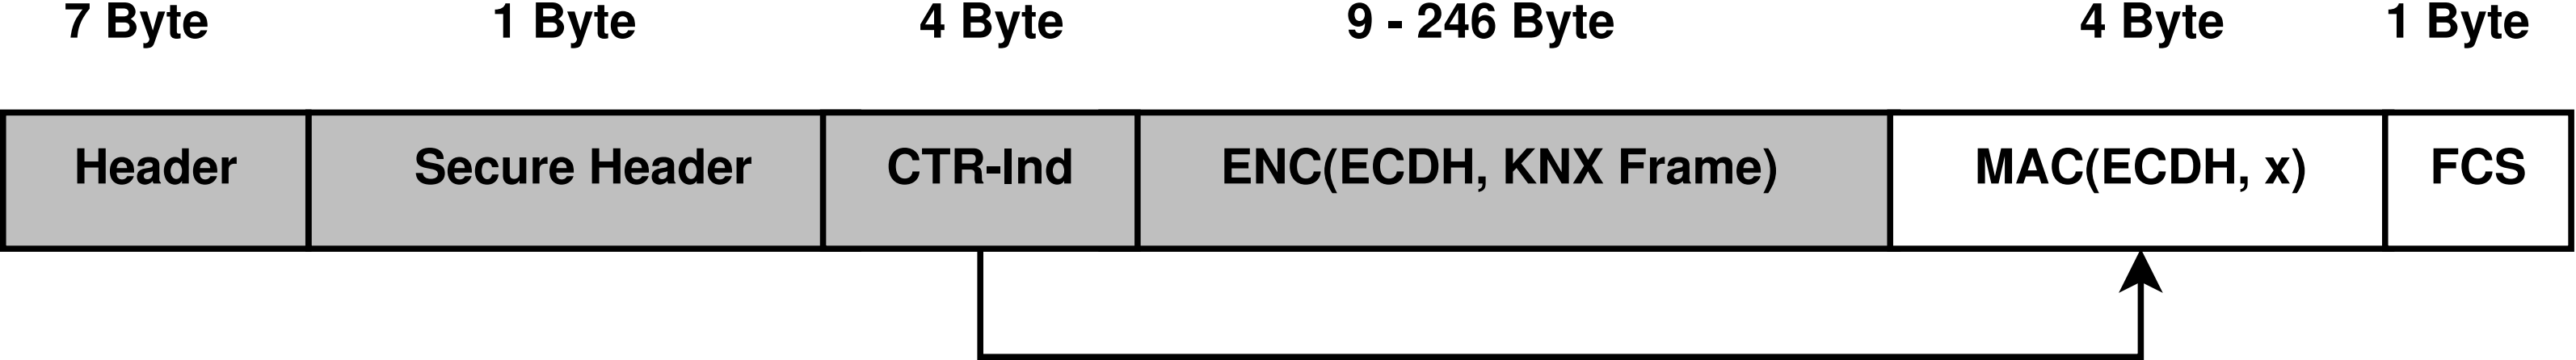 7 Byte 1 Byte 4 Byte 9 - 246 Byte 4 Byte 1 Byte
Header Secure Header CTR-Ind ENC(ECDH, KNX Frame) MAC(ECDH, x) FCS